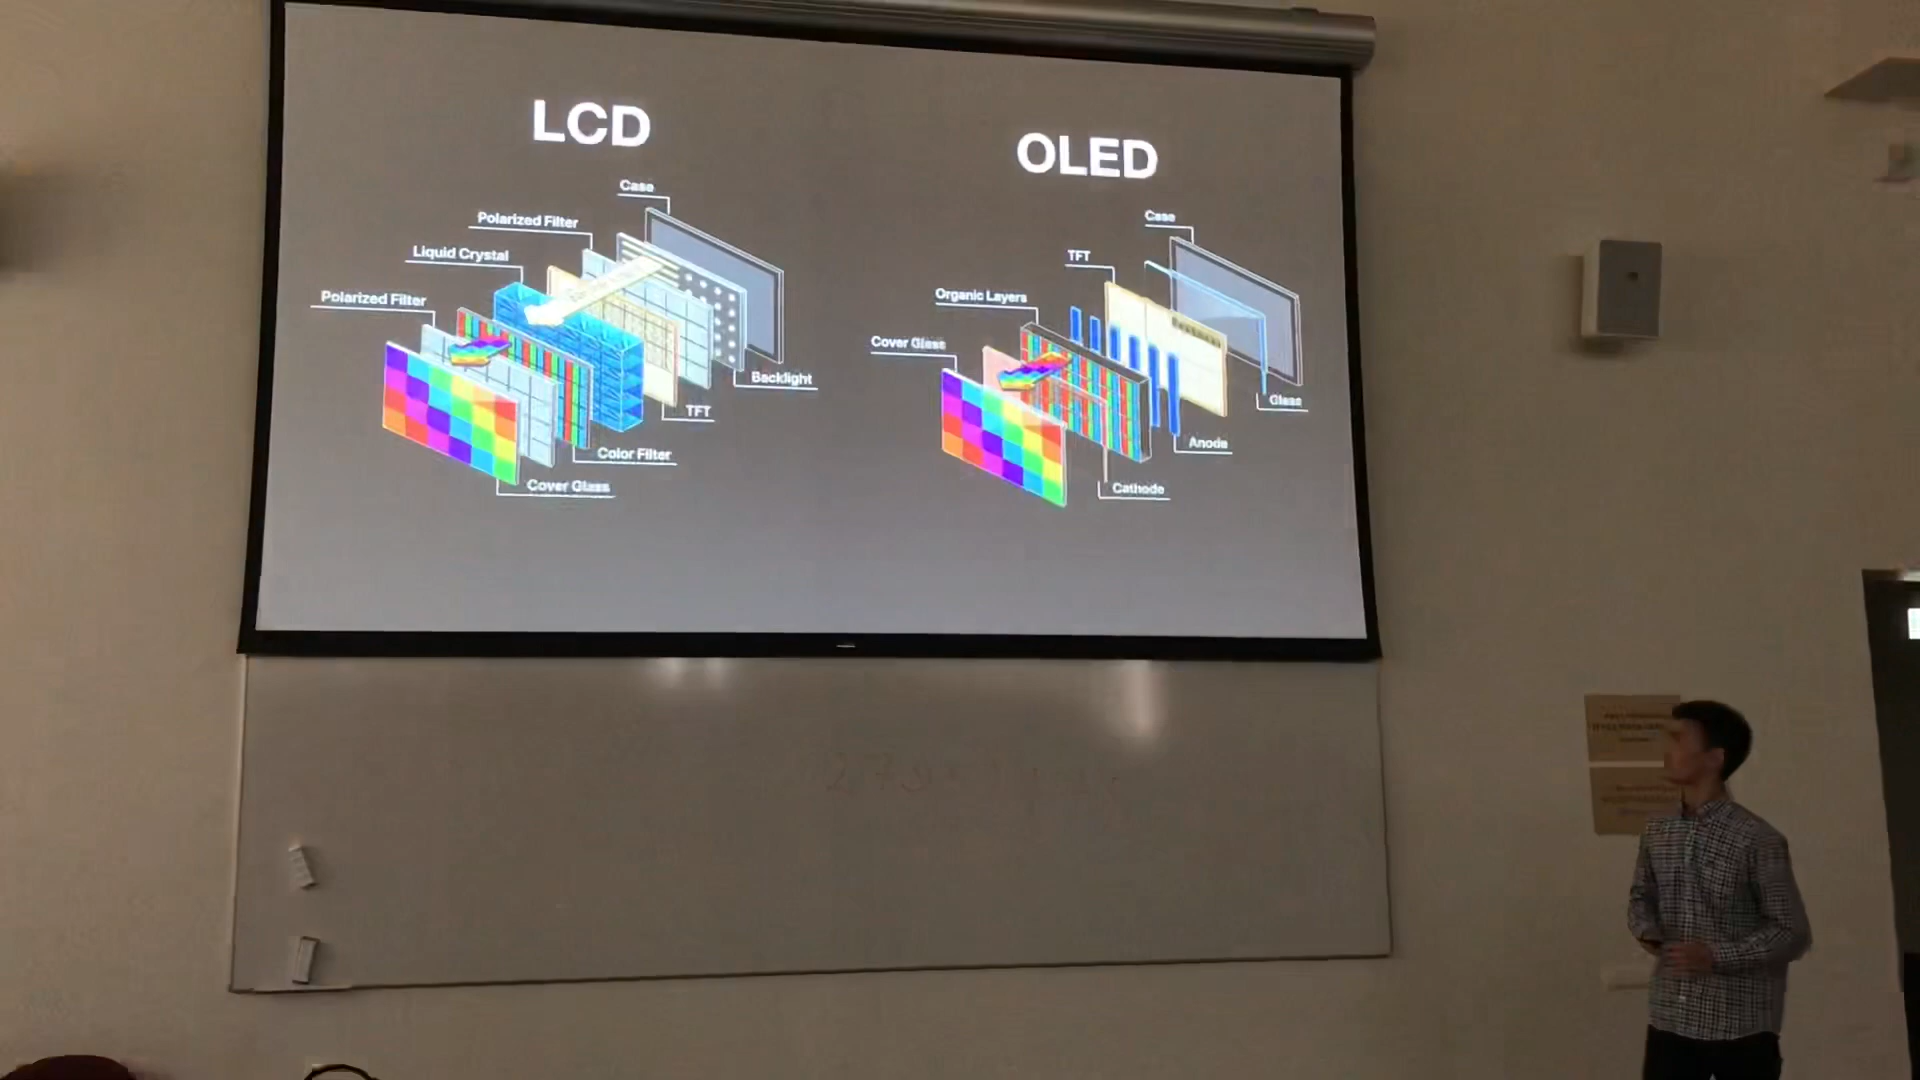 LCD
Case
Polarized Filter
Liquid Crystal
Polarized Filter
Backlight
TFT
Color Filter
Cover Glass
OLED
Case
TFT
Organic Layers
Cover Glass
Glass
Anode
Cathode